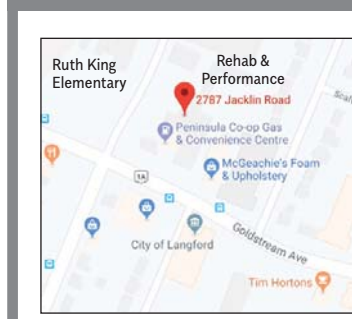 Ruth King
Elementary
Rehab &
Performance
2787 Jacklin Road
Peninsula Co-op Gas
& Convenience Centre
McGeachie's Foam
& Upholstery
1A
City of Langford
Goldstream Ave
Tim Hortons